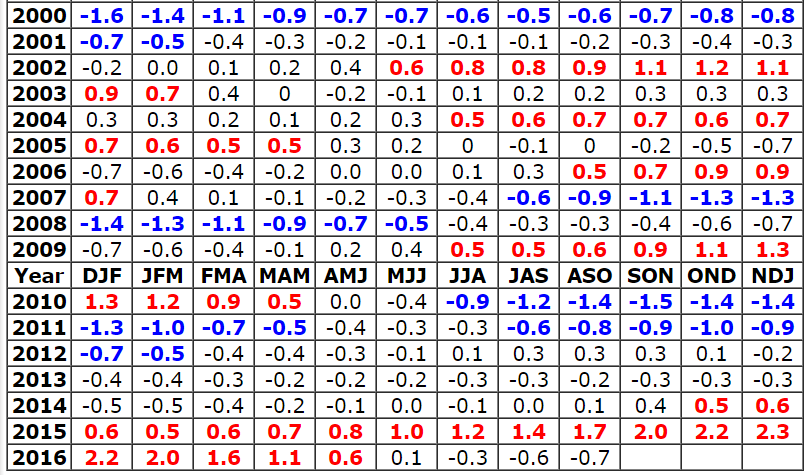 2000 -1.6 -1.4 -1.1 -0.9 -0.7 -0.7 -0.6 -0.5 -0.6 -0.7 -0.8 -0.8
2001 -0.7 -0.5 -0.4 -0.3 -0.2 -0.1 -0.1 -0.1 -0.2 -0.3 -0.4 -0.3
2002 -0.2 0.0 0.1 0.2 0.4 0.6 0.8 0.8 0.9 1.1 1.2 1.1
2003 0.9 0.7 0.4 0 -0.2 -0.1 0.1 0.2 0.2 0.3 0.3 0.3
2004 0.3 0.3 0.2 0.1 0.2 0.3 0.5 0.6 0.7 0.7 0.6 0.7
2005 0.7 0.6 0.5 0.5 0.3 0.2 0 -0.1 0 -0.2 -0.5 -0.7
2006 -0.7 -0.6 -0.4 -0.2 0.0 0.0 0.1 0.3 0.5 0.7 0.9 0.9
2007 0.7 0.4 0.1 -0.1 -0.2 -0.3 -0.4 -0.6 -0.9 -1.1 -1.3 -1.3
2008 -1.4 -1.3 -1.1 -0.9 -0.7 -0.5 -0.4 -0.3 -0.3 -0.4 -0.6 -0.7
2009 -0.7 -0.6 -0.4 -0.1 0.2 0.4 0.5 0.5 0.6 0.9 1.1 1.3
Year DJF JFM FMA MAM AMJ MJJ JJA JAS ASO SON OND NDJ
2010 1.3 1.2 0.9 0.5 0.0 -0.4 -0.9 -1.2 -1.4 -1.5 -1.4 -1.4
2011 -1.3 -1.0 -0.7 -0.5 -0.4 -0.3 -0.3 -0.6 -0.8 -0.9 -1.0 -0.9
2012 -0.7 -0.5 -0.4 -0.4 -0.3 -0.1 0.1 0.3 0.3 0.3 0.1 -0.2
2013 -0.4 -0.4 -0.3 -0.2 -0.2 -0.2 -0.3 -0.3 -0.2 -0.3 -0.3 -0.3
2014 -0.5 -0.5 -0.4 -0.2 -0.1 0.0 -0.1 0.0 0.1 0.4 0.5 0.6
2015 0.6 0.5 0.6 0.7 0.8 1.0 1.2 1.4 1.7 2.0 2.2 2.3
2016 2.2 2.0 1.6 1.1 0.6 0.1 -0.3 -0.6 -0.7